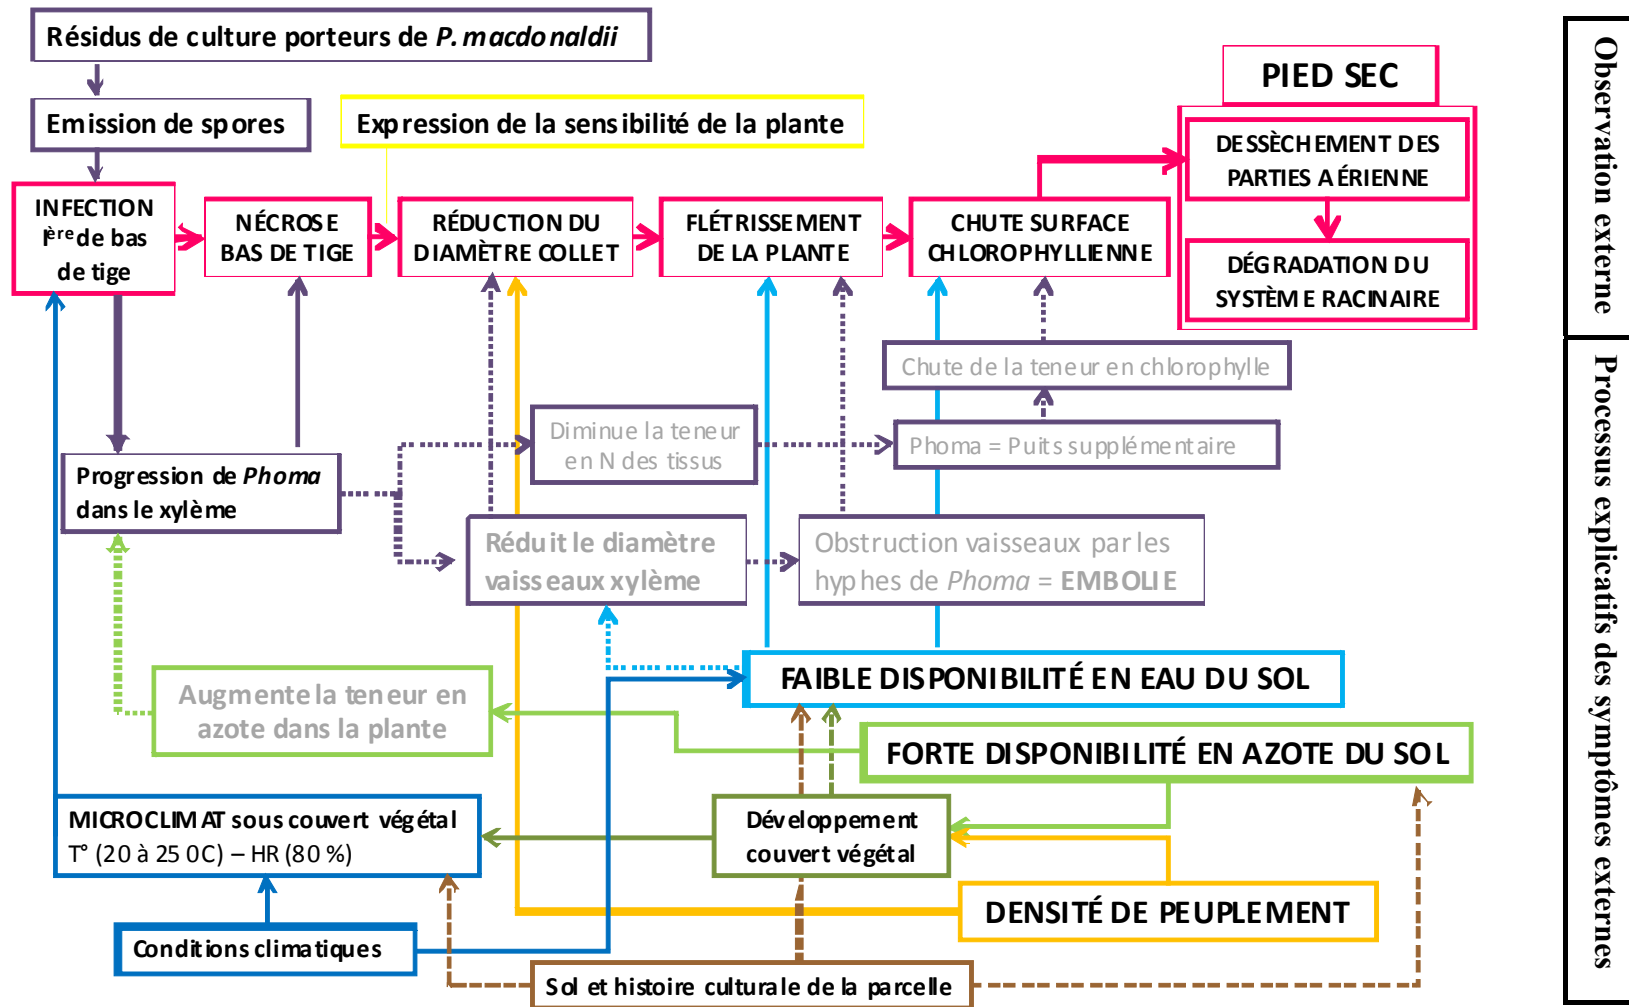 Résidus de culture porteurs de P. macdonaldii
Emission de spores
Expression de la sensibilité de la plante
PIED SEC
DESSÈCHEMENT DES
PARTIES AÉRIENNE
DÉGRADATION DU
SYSTÈME RACINAIRE
INFECTION
Ière de bas
de tige
NÉCROSE
BAS DE TIGE
RÉDUCTION DU
DIAMÈTRE COLLET
FLÉTRISSEMENT
DE LA PLANTE
CHUTE SURFACE
CHLOROPHYLLIENNE
Observation externe
Chute de la teneur en chlorophylle
Diminue la teneur
en N des tissus
Phoma = Puits supplémentaire
Progression de Phoma
dans le xylème
Réduit le diamètre
vaisseaux xylème
Obstruction vaisseaux par les
hyphes de Phoma = EMBOLIE
Augmente la teneur en
azote dans la plante
FAIBLE DISPONIBILITÉ EN EAU DU SOL
FORTE DISPONIBILITÉ EN AZOTE DU SOL
MICROCLIMAT sous couvert végétal
T° (20 à 25 0C) – HR (80 %)
Développement
couvert végétal
DENSITÉ DE PEUPLEMENT
Conditions climatiques
Sol et histoire culturale de la parcelle
Processus explicatifs des symptômes externes